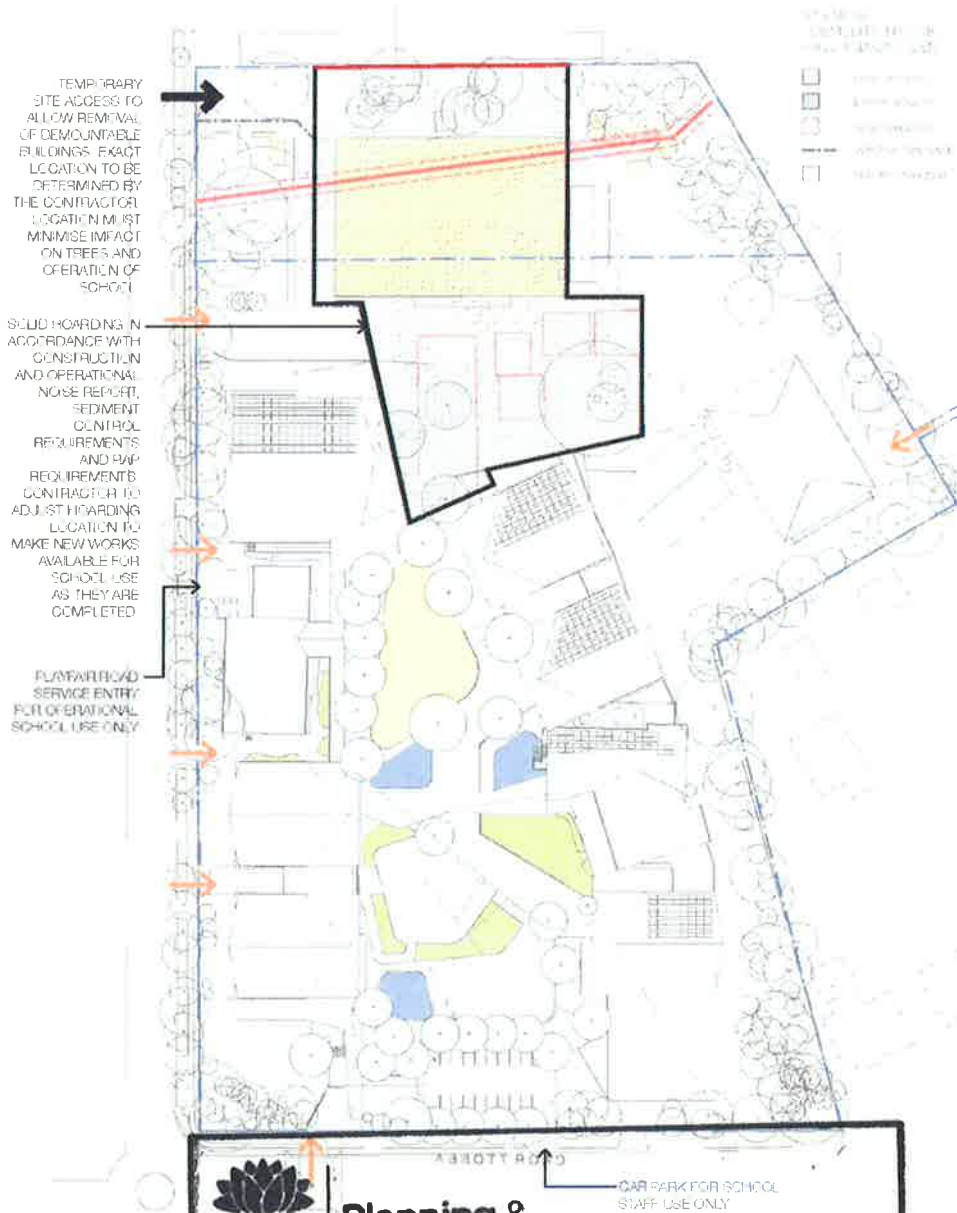 TEMPORARY
SITE ACCESS TO
ALLOW REMOVAL
OF DEMOUNTABLE
BUILDINGS. EXACT
LOCATION TO BE
DETERMINED BY
THE CONTRACTOR.
LOCATION MUST
MINIMISE IMPACT
ON TREES AND
OPERATION OF
SCHOOL
SOLID HOARDING IN
ACCORDANCE WITH
CONSTRUCTION
AND OPERATIONAL
NOISE REPORT,
SEDIMENT
CONTROL
REQUIREMENTS
AND RAP
REQUIREMENTS.
CONTRACTOR TO
ADJUST HOARDING
LOCATION TO
MAKE NEW WORKS
AVAILABLE FOR
SCHOOL USE
AS THEY ARE
COMPLETED.
PLAYFAIR ROAD
SERVICE ENTRY
FOR OPERATIONAL
SCHOOL USE ONLY
CAR PARK FOR SCHOOL
STAFF USE ONLY
Planning &